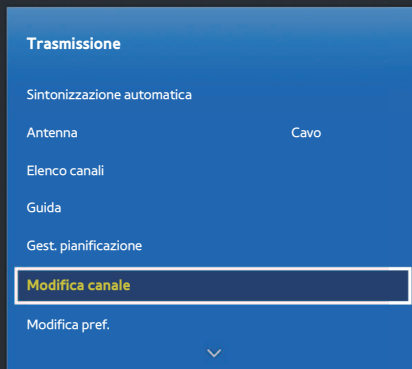 Trasmissione
Sintonizzazione automatica
Antenna Cavo
Elenco canali
Guida
Gest. pianificazione
Modifica canale
Modifica pref.